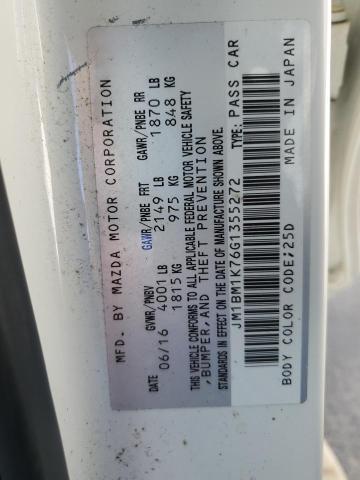 MFD. BY MAZDA MOTOR CORPORATION
GVWR/PNBV GAWR/PNBE FRT GAWR/PNBE RR
DATE 06/16 4001 LB 2149 LB 1870 LB
1815 KG 975 KG 848 KG
THIS VEHICLE CONFORMS TO ALL APPLICABLE FEDERAL MOTOR VEHICLE SAFETY
,BUMPER,AND THEFT PREVENTION
STANDARDS IN EFFECT ON THE DATE OF MANUFACTURE SHOWN ABOVE.
JM1BM1K76G1355272 TYPE: PASS CAR
BODY COLOR CODE:25D MADE IN JAPAN